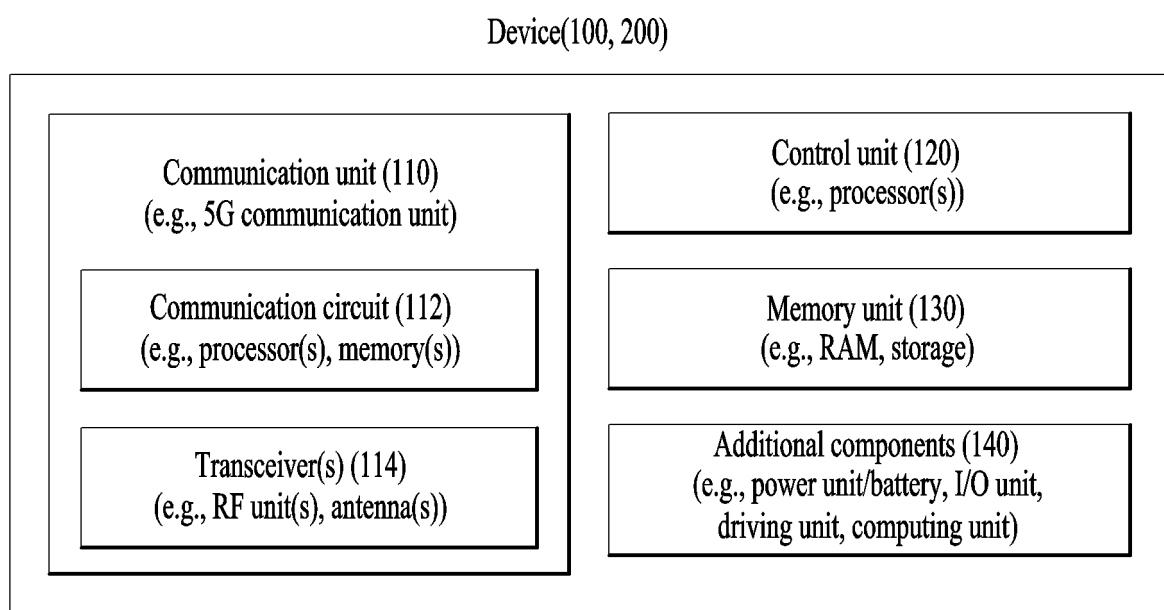 Device(100, 200)
Communication unit (110)
(e.g., 5G communication unit)
Communication circuit (112)
(e.g., processor(s), memory(s))
Transceiver(s) (114)
(e.g., RF unit(s), antenna(s))
Control unit (120)
(e.g., processor(s))
Memory unit (130)
(e.g., RAM, storage)
Additional components (140)
(e.g., power unit/battery, I/O unit,
driving unit, computing unit)